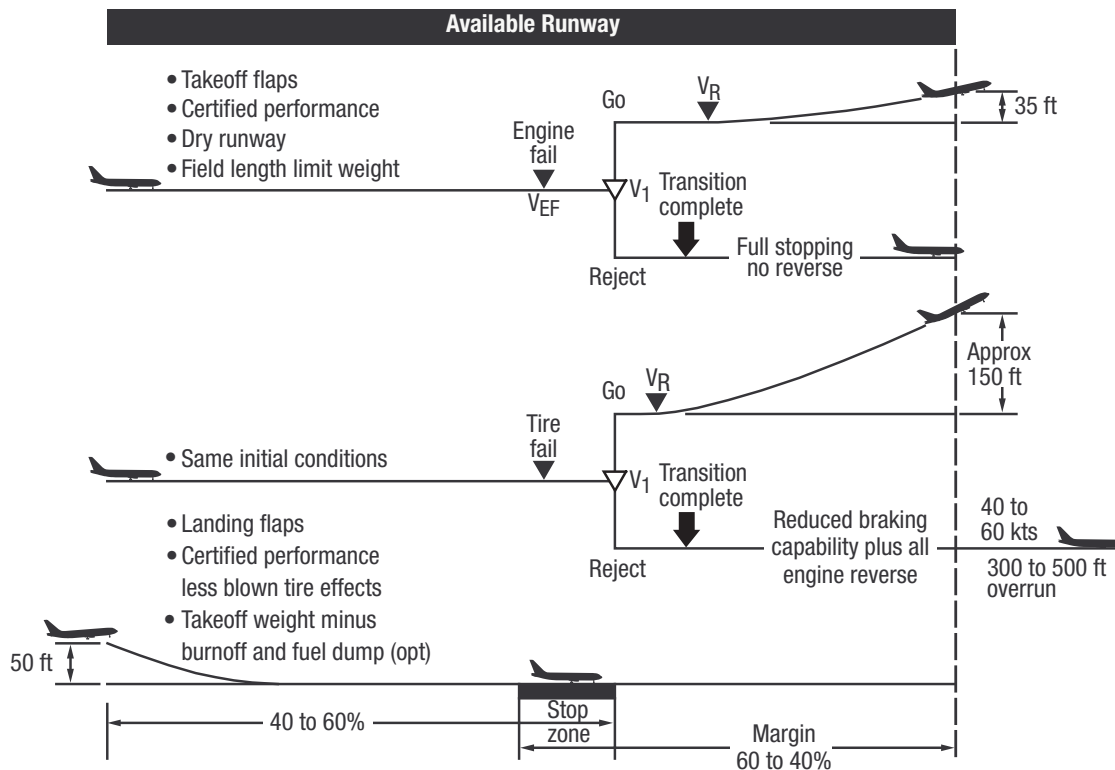 Available Runway
• Takeoff flaps
• Certified performance
• Dry runway
• Field length limit weight
Engine
fail
VEF
Go
VR
35 ft
V1
Transition
complete
Full stopping
no reverse
Reject
Approx
150 ft
Go
VR
Tire
fail
• Same initial conditions
V1
Transition
complete
Reduced braking
capability plus all
engine reverse
Reject
40 to
60 kts
300 to 500 ft
overrun
• Landing flaps
• Certified performance
less blown tire effects
• Takeoff weight minus
burnoff and fuel dump (opt)
50 ft
40 to 60%
Stop
zone
Margin
60 to 40%